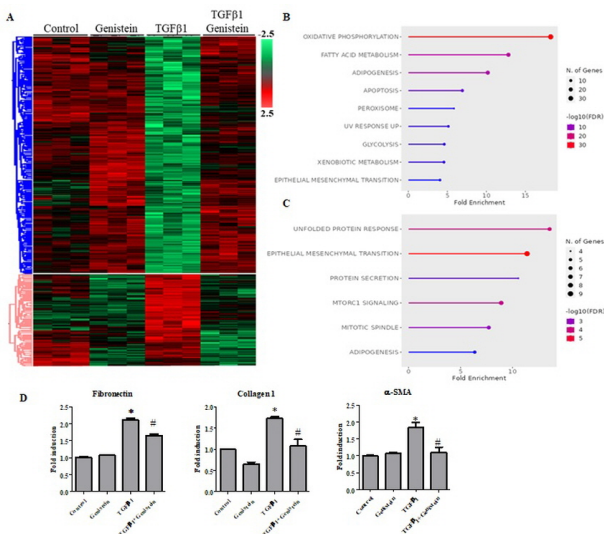 A
Control
Genistein
TGFβ1
TGFβ1
Genistein
-2.5
2.5
B
OXIDATIVE PHOSPHORYLATION
FATTY ACID METABOLISM
ADIPOGENESIS
APOPTOSIS
PEROXISOME
UV RESPONSE UP
GLYCOLYSIS
XENOBIOTIC METABOLISM
EPITHELIAL MESENCHYMAL TRANSITION
0 5 10 15
Fold Enrichment
N. of Genes
10
20
30
-log10(FDR)
10
20
30
C
UNFOLDED PROTEIN RESPONSE
EPITHELIAL MESENCHYMAL TRANSITION
PROTEIN SECRETION
MTORC1 SIGNALING
MITOTIC SPINDLE
ADIPOGENESIS
0 5 10
Fold Enrichment
N. of Genes
4
5
6
7
8
9
-log10(FDR)
3
4
5
D
Fibronectin
Fold induction
2.5
2.0
1.5
1.0
0.5
0.0
*
#
Control
Genistein
TGFβ1
TGFβ1+Genistein
Collagen 1
Fold induction
2.0
1.5
1.0
0.5
0.0
*
#
Control
Genistein
TGFβ1
TGFβ1+Genistein
α-SMA
Fold induction
2.5
2.0
1.5
1.0
0.5
0.0
*
#
Control
Genistein
TGFβ1
TGFβ1+Genistein